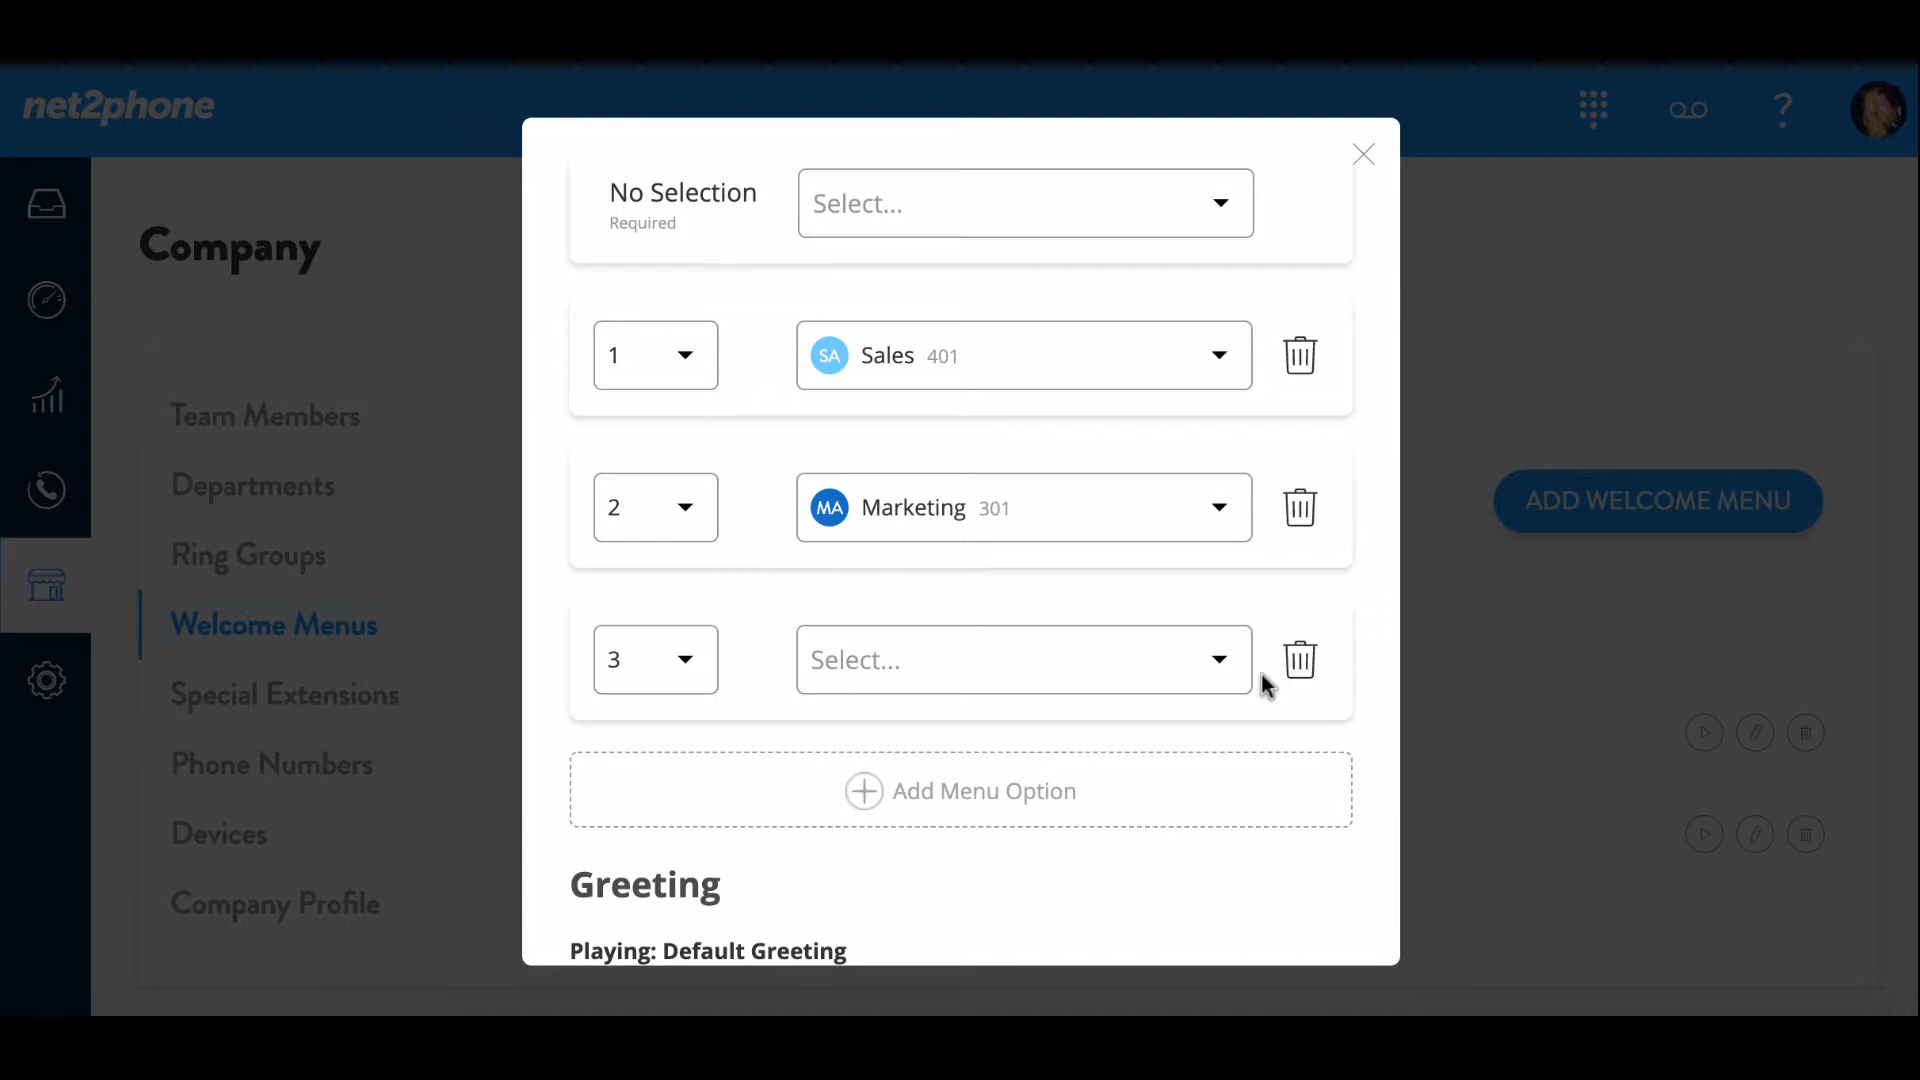 net2phone
?
Company
Team Members
Departments
Ring Groups
Welcome Menus
Special Extensions
Phone Numbers
Devices
Company Profile
ADD WELCOME MENU
No Selection
Required
Select...
1
SA Sales 401
2
MA Marketing 301
3
Select...
Add Menu Option
Greeting
Playing: Default Greeting